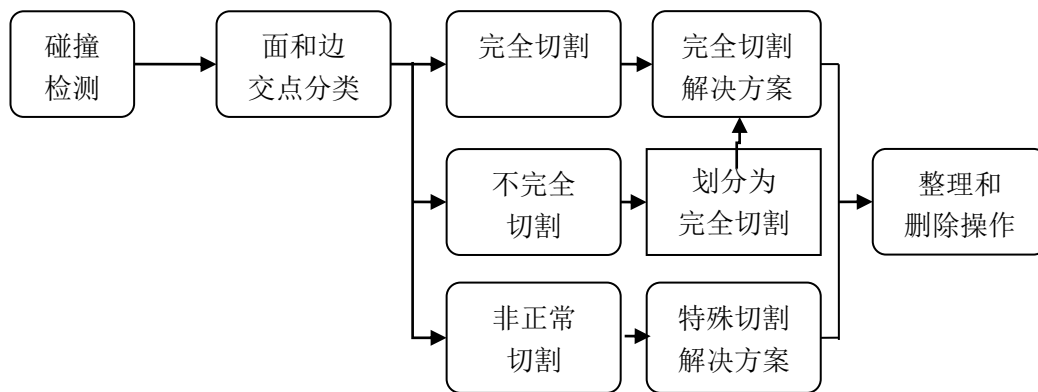 碰撞
检测
面和边
交点分类
完全切割
完全切割
解决方案
不完全
切割
划分为
完全切割
整理和
删除操作
非正常
切割
特殊切割
解决方案